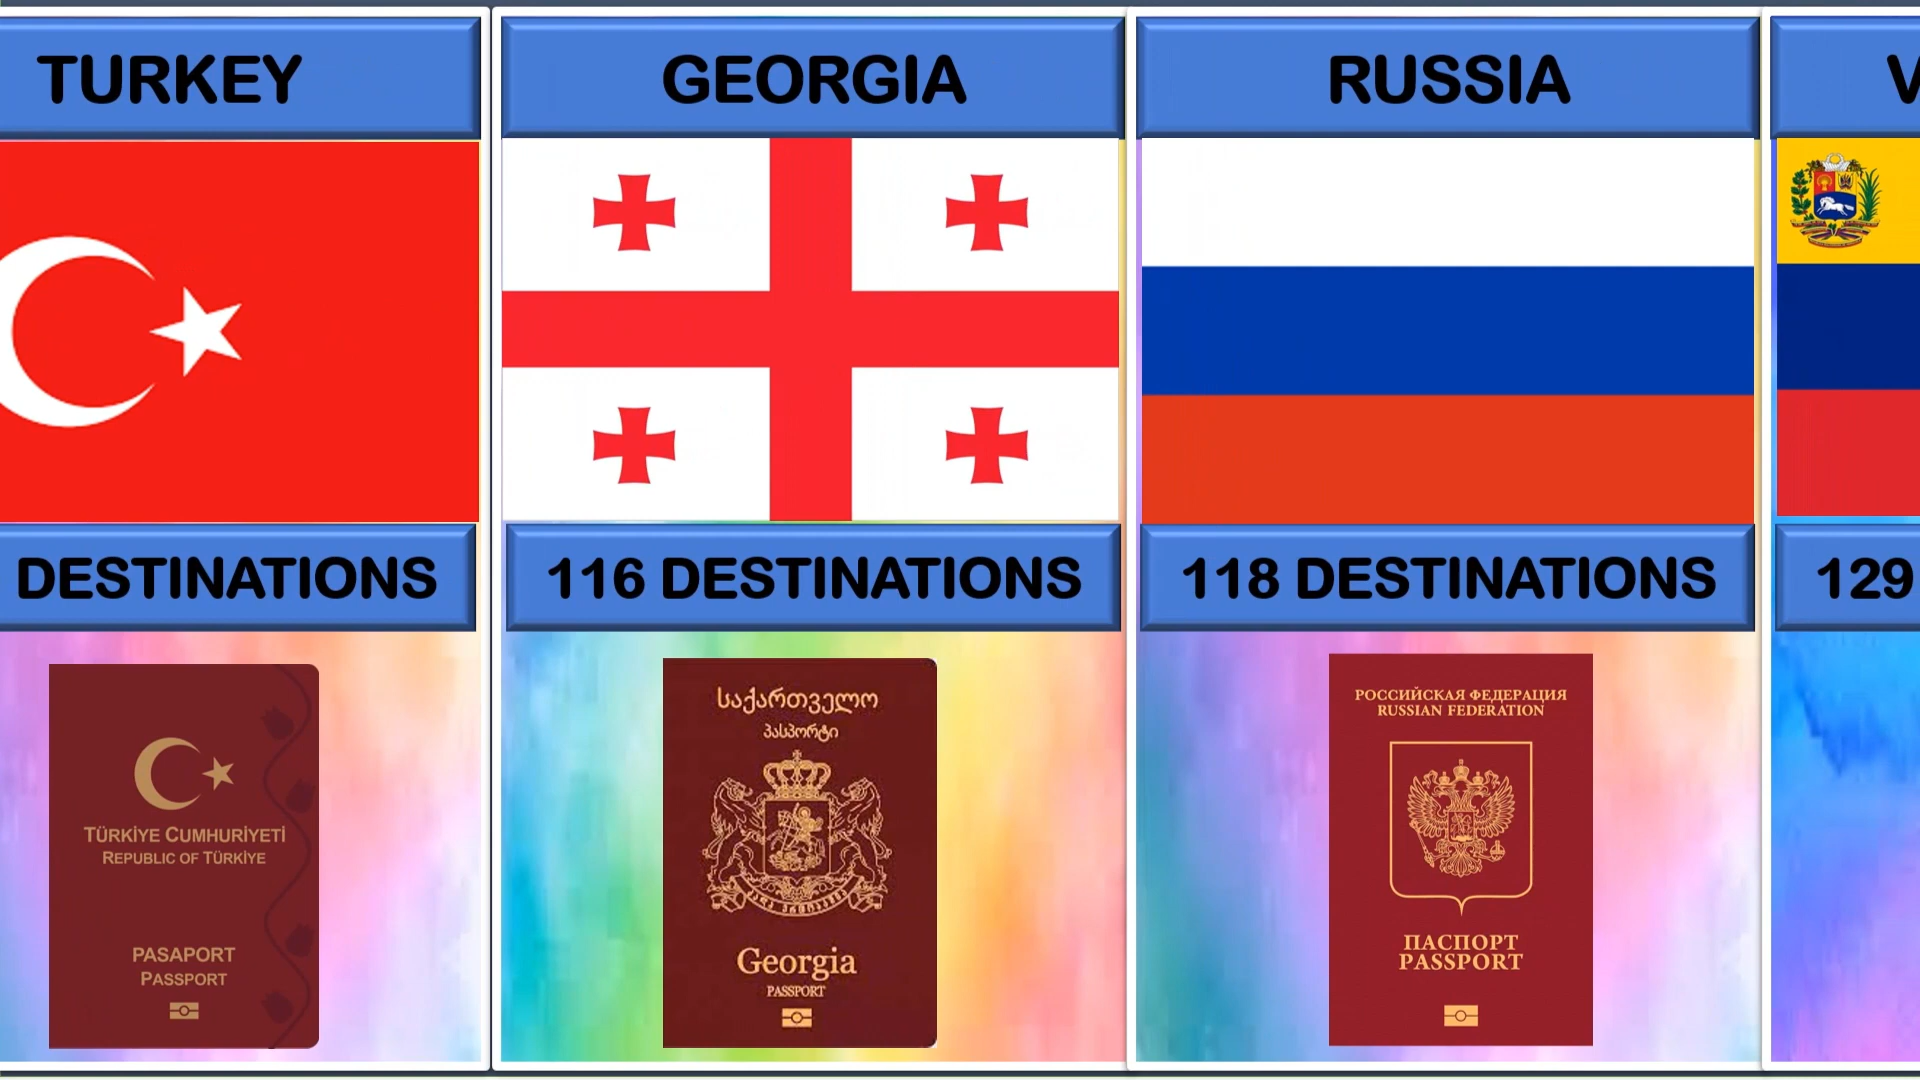 TURKEY
DESTINATIONS
TÜRKİYE CUMHURİYETİ
REPUBLIC OF TÜRKİYE
PASAPORT
PASSPORT
GEORGIA
116 DESTINATIONS
საქართველო
პასპორტი
Georgia
PASSPORT
RUSSIA
118 DESTINATIONS
РОССИЙСКАЯ ФЕДЕРАЦИЯ
RUSSIAN FEDERATION
ПАСПОРТ
PASSPORT
V
129